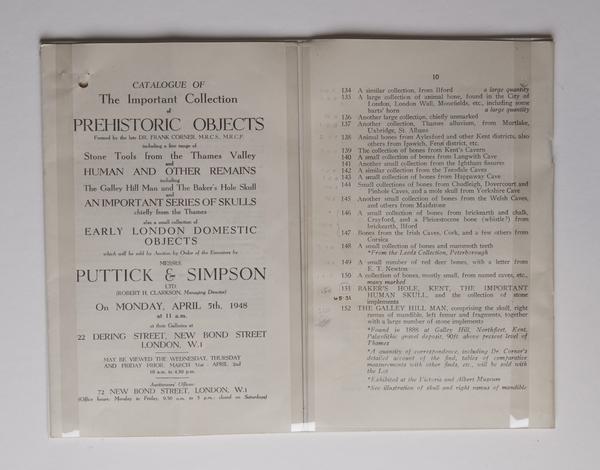 CATALOGUE OF
The Important Collection
of
PREHISTORIC OBJECTS
Formed by the late DR. FRANK CORNER, M.R.C.S., M.R.C.P.
including a fine range of
Stone Tools from the Thames Valley
and
HUMAN AND OTHER REMAINS
including
The Galley Hill Man and The Baker's Hole Skull
and
AN IMPORTANT SERIES OF SKULLS
chiefly from the Thames
also a small collection of
EARLY LONDON DOMESTIC
OBJECTS
which will be sold by Auction by Order of the Executors by
MESSRS.
PUTTICK & SIMPSON
LTD.
(ROBERT H. CLARKSON, Managing Director)
On MONDAY, APRIL 5th, 1948
at 11 a.m.
at their Galleries at
22 DERING STREET, NEW BOND STREET
LONDON, W.1
MAY BE VIEWED THE WEDNESDAY, THURSDAY
AND FRIDAY PRIOR, MARCH 31st - APRIL 2nd
10 a.m. to 4.30 p.m.
Auctioneers' Offices:
72 NEW BOND STREET, LONDON, W.1
(Office hours: Monday to Friday, 9.30 a.m. to 5 p.m.; closed on Saturdays)
10
134 A similar collection, from Ilford a large quantity
135 A large collection of animal bone, found in the City of
London, London Wall, Moorfields, etc., including some
barts' horn a large quantity
136 Another large collection, chiefly unmarked
137 Another collection, Thames alluvium, from Mortlake,
Uxbridge, St. Albans
138 Animal bones from Aylesford and other Kent districts, also
others from Ipswich, Fenni district, etc.
139 The collection of bones from Kent's Cavern
140 A small collection of bones from Langwith Cave
141 Another small collection from the Ightham fissures
142 A similar collection from the Teesdale Caves
143 A small collection of bones from Happaway Cave
144 Small collections of bones from Chudleigh, Dovercourt and
Pinhole Caves, and a mole skull from Yorkshire Cave
145 Another small collection of bones from the Welsh Caves,
and others from Maidstone
146 A small collection of bones from brickearth and chalk,
Crayford, and a Pleistocene bone (whistle?) from
brickearth, Ilford
147 Bones from the Irish Caves, Cork, and a few others from
Corsica
148 A small collection of bones and mammoth teeth
*From the Leeds Collection, Peterborough
149 A small number of red deer bones, with a letter from
E. T. Newton
150 A collection of bones, mostly small, from named caves, etc.,
many marked
151 BAKER'S HOLE, KENT, THE IMPORTANT
HUMAN SKULL, and the collection of stone
implements
152 THE GALLEY HILL MAN, comprising the skull, right
ramus of mandible, left femur and fragments, together
with a large number of stone implements
*Found in 1888 at Galley Hill, Northfleet, Kent,
Palæolithic gravel deposit, 90ft above present level of
Thames
*A quantity of correspondence, including Dr. Corner's
detailed account of the find, tables of comparative
measurements with other finds, etc., will be sold with
the Lot
*Exhibited at the Victoria and Albert Museum
*See illustration of skull and right ramus of mandible